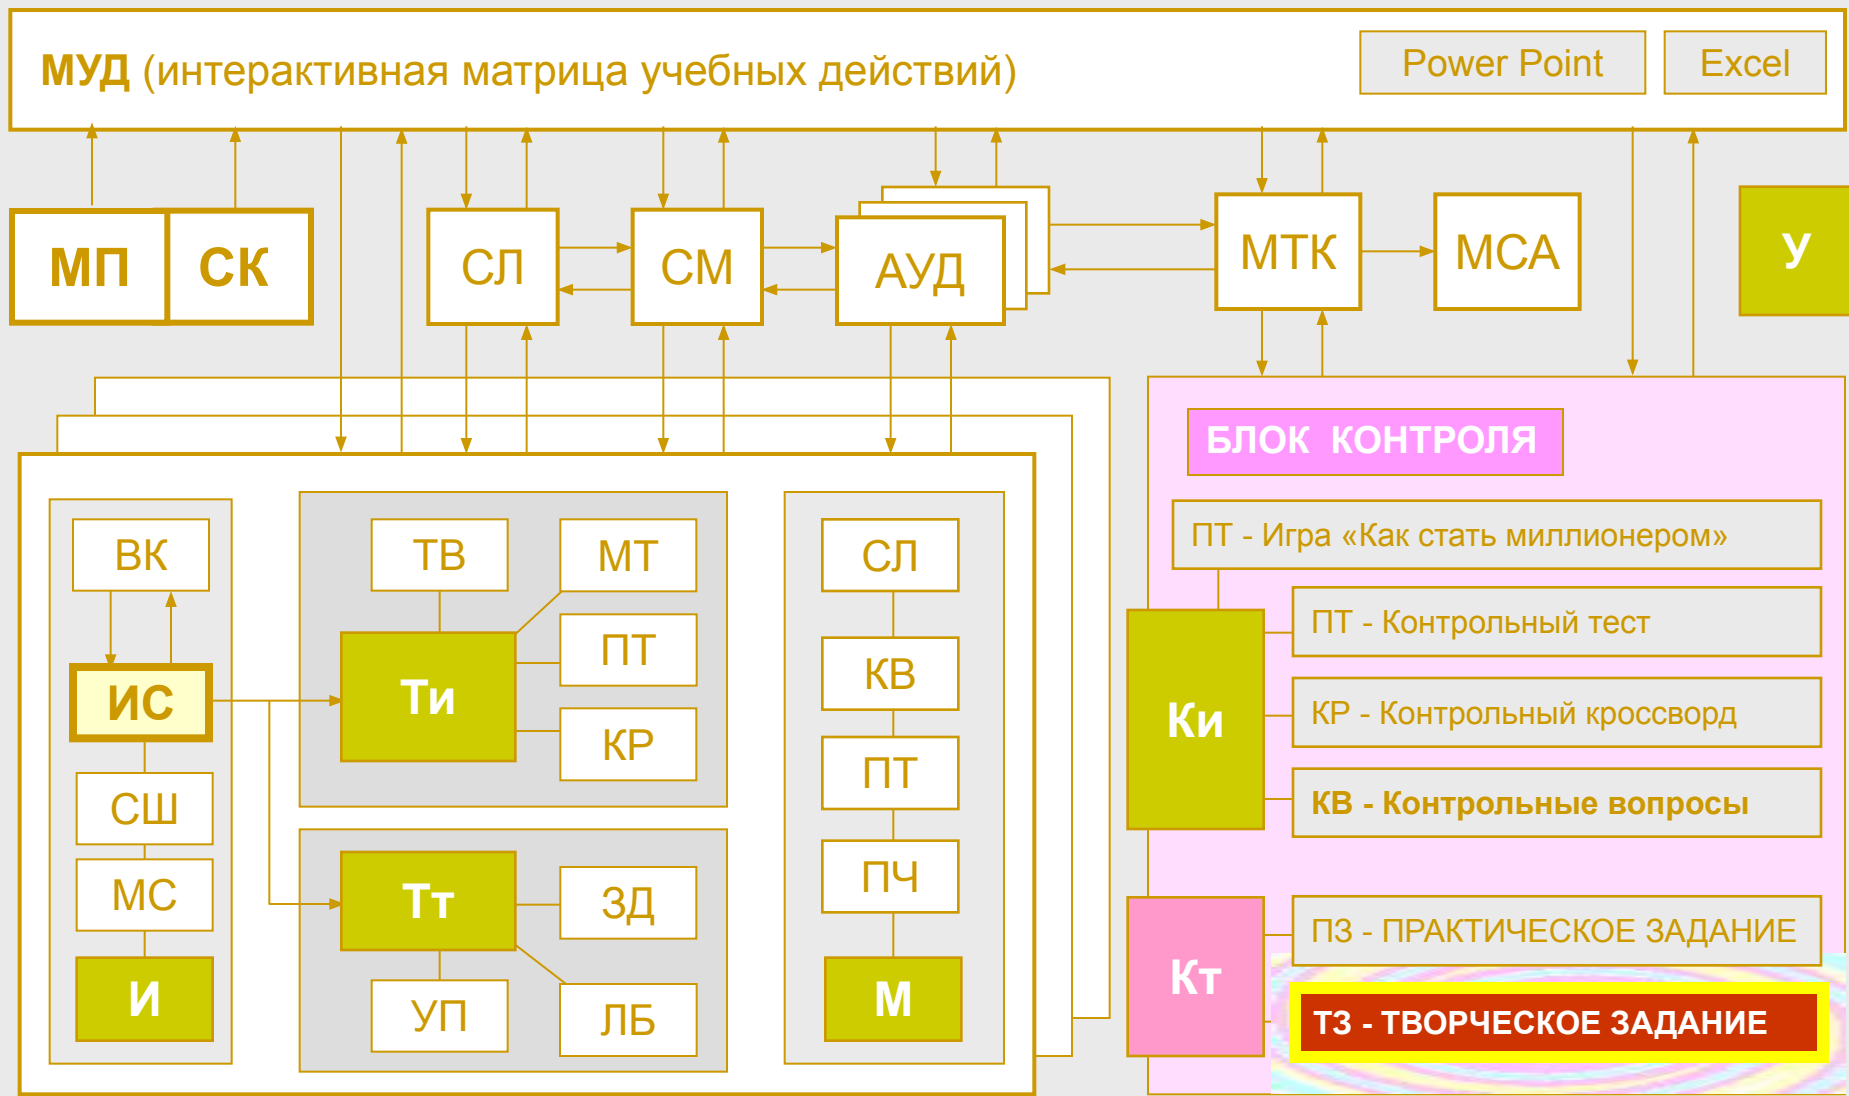 МУД (интерактивная матрица учебных действий)
Power Point
Excel
МП
СК
СЛ
СМ
АУД
МТК
МСА
У
ВК
ИС
СШ
МС
И
ТВ
МТ
ПТ
КР
Ти
Тт
ЗД
УП
ЛБ
СЛ
КВ
ПТ
ПЧ
М
БЛОК КОНТРОЛЯ
ПТ - Игра «Как стать миллионером»
ПТ - Контрольный тест
Ки
КР - Контрольный кроссворд
КВ - Контрольные вопросы
Кт
ПЗ - ПРАКТИЧЕСКОЕ ЗАДАНИЕ
ТЗ - ТВОРЧЕСКОЕ ЗАДАНИЕ